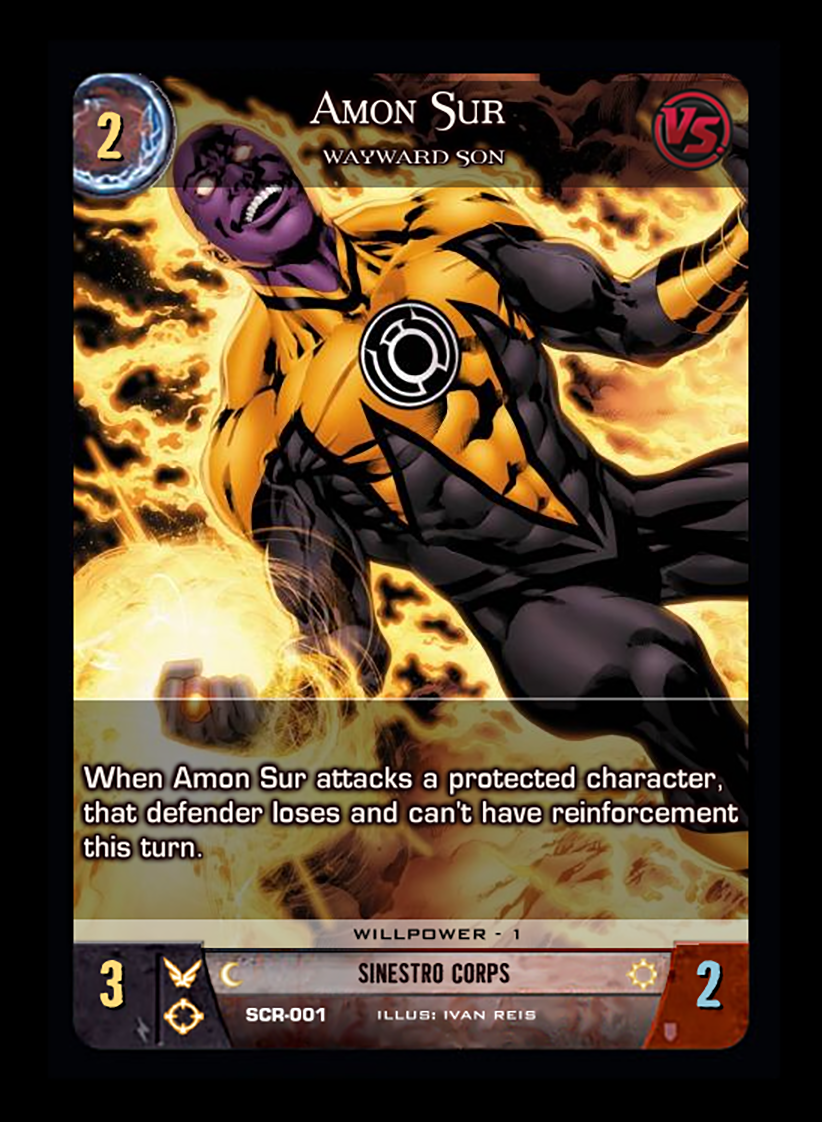 2
Amon Sur
VS.
Wayward Son
When Amon Sur attacks a protected character,
that defender loses and can't have reinforcement
this turn.
WILLPOWER - 1
3
SINESTRO CORPS
2
SCR-001 ILLUS: IVAN REIS